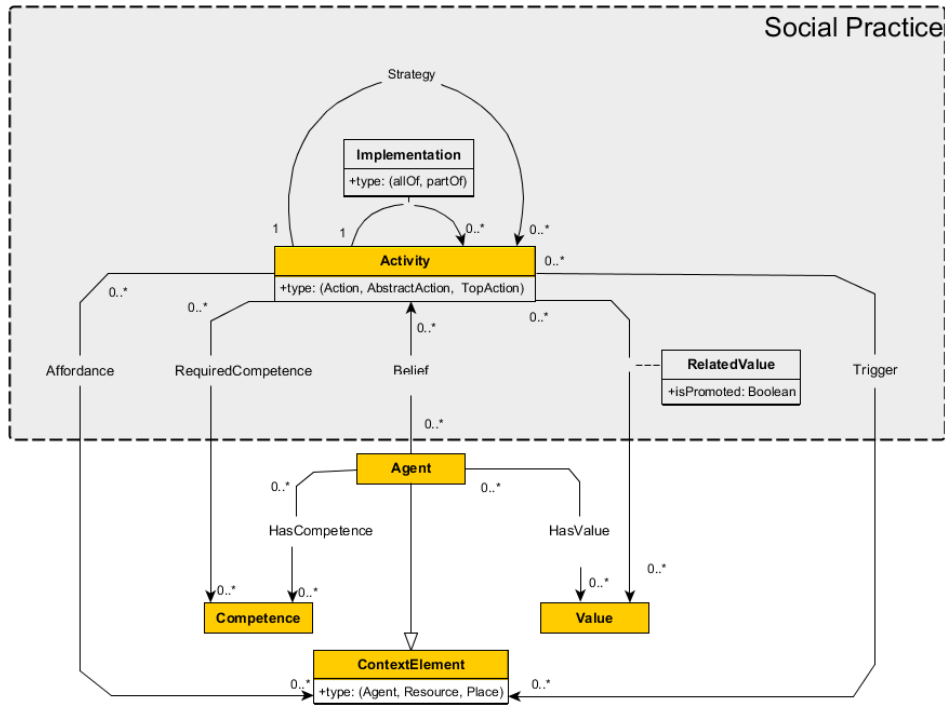 Social Practice
Strategy
Implementation
+type: (allOf, partOf)
1
1
0..*
0..*
Activity
+type: (Action, AbstractAction, TopAction)
0..*
0..*
0..*
0..*
0..*
Affordance
RequiredCompetence
Belief
RelatedValue
+isPromoted: Boolean
Trigger
0..*
Agent
0..*
0..*
HasCompetence
HasValue
0..*
0..*
0..*
0..*
Competence
Value
ContextElement
+type: (Agent, Resource, Place)
0..*
0..*